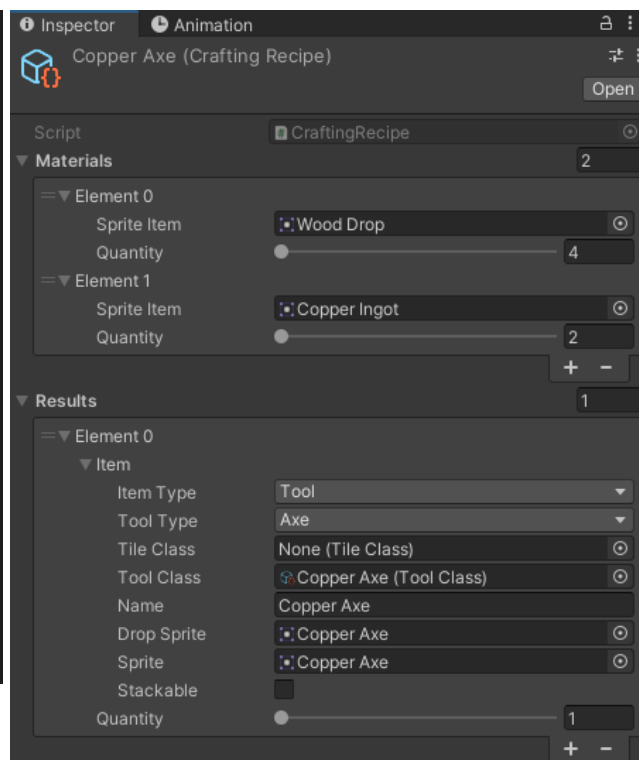 Inspector Animation
Copper Axe (Crafting Recipe)
Open
Script CraftingRecipe
Materials 2
Element 0
Sprite Item Wood Drop
Quantity 4
Element 1
Sprite Item Copper Ingot
Quantity 2
+ −
Results 1
Element 0
Item
Item Type Tool
Tool Type Axe
Tile Class None (Tile Class)
Tool Class Copper Axe (Tool Class)
Name Copper Axe
Drop Sprite Copper Axe
Sprite Copper Axe
Stackable
Quantity 1
+ −